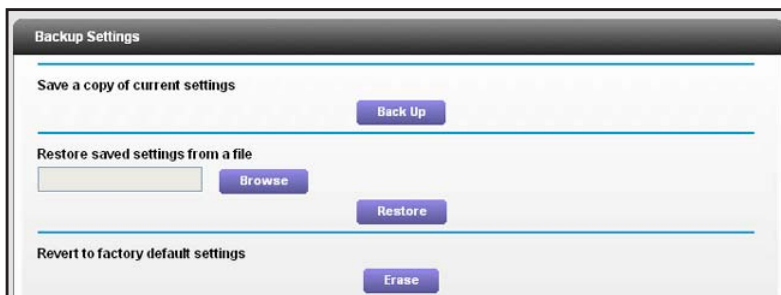 Backup Settings
Save a copy of current settings
Back Up
Restore saved settings from a file
Browse
Restore
Revert to factory default settings
Erase